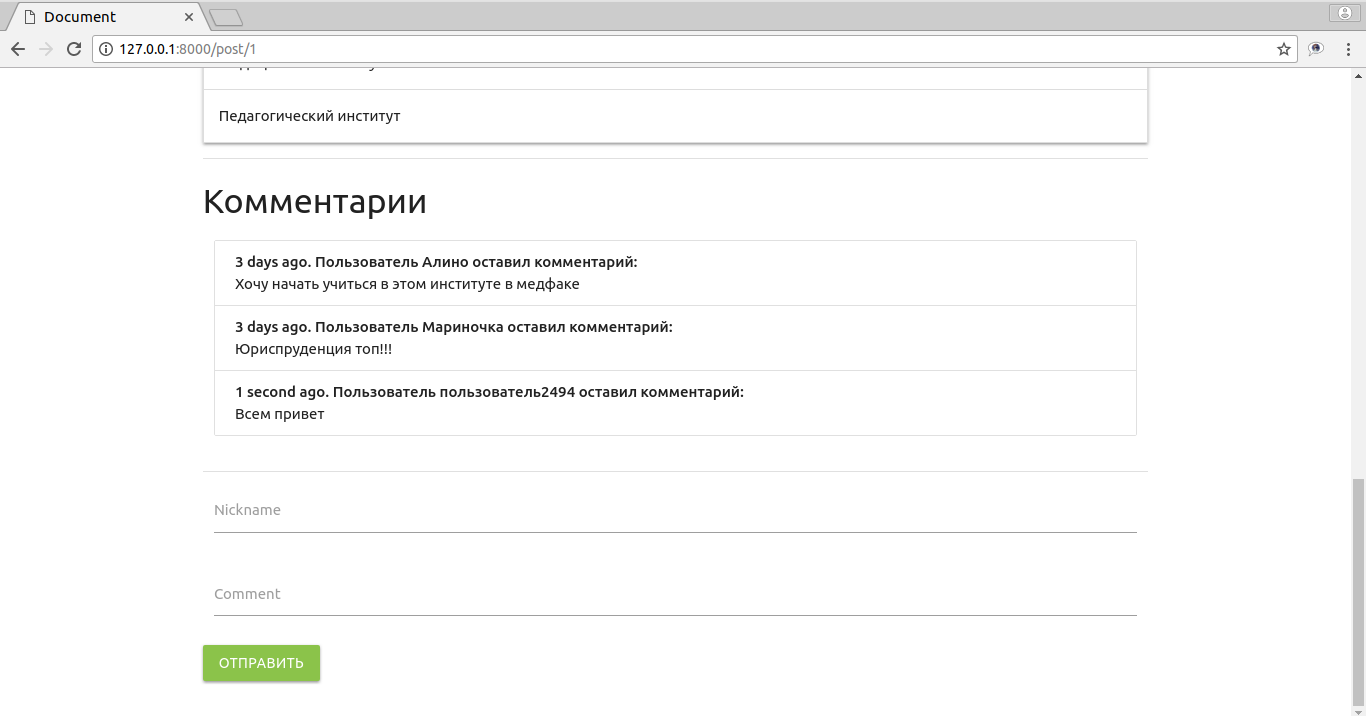 Document
127.0.0.1:8000/post/1
Педагогический институт
Комментарии
3 days ago. Пользователь Алино оставил комментарий:
Хочу начать учиться в этом институте в медфаке
3 days ago. Пользователь Мариночка оставил комментарий:
Юриспруденция топ!!!
1 second ago. Пользователь пользователь2494 оставил комментарий:
Всем привет
Nickname
Comment
ОТПРАВИТЬ